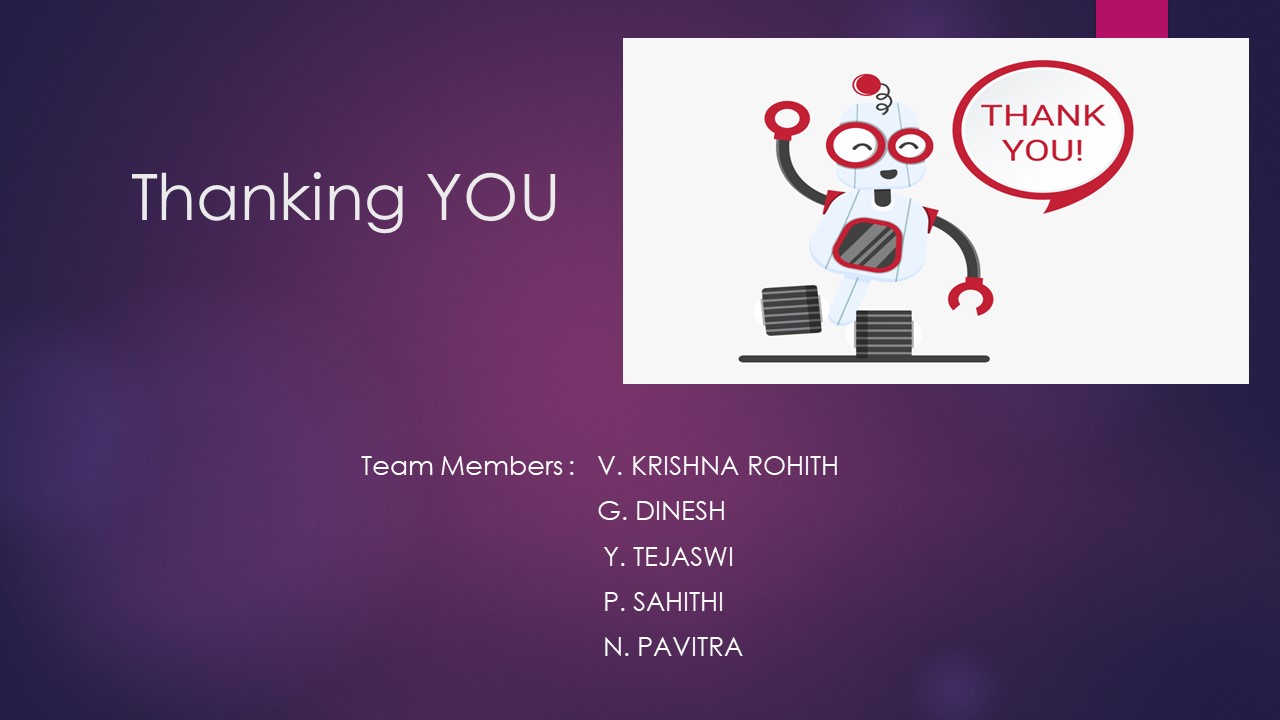 Thanking YOU
THANK
YOU!
Team Members : V. KRISHNA ROHITH
G. DINESH
Y. TEJASWI
P. SAHITHI
N. PAVITRA